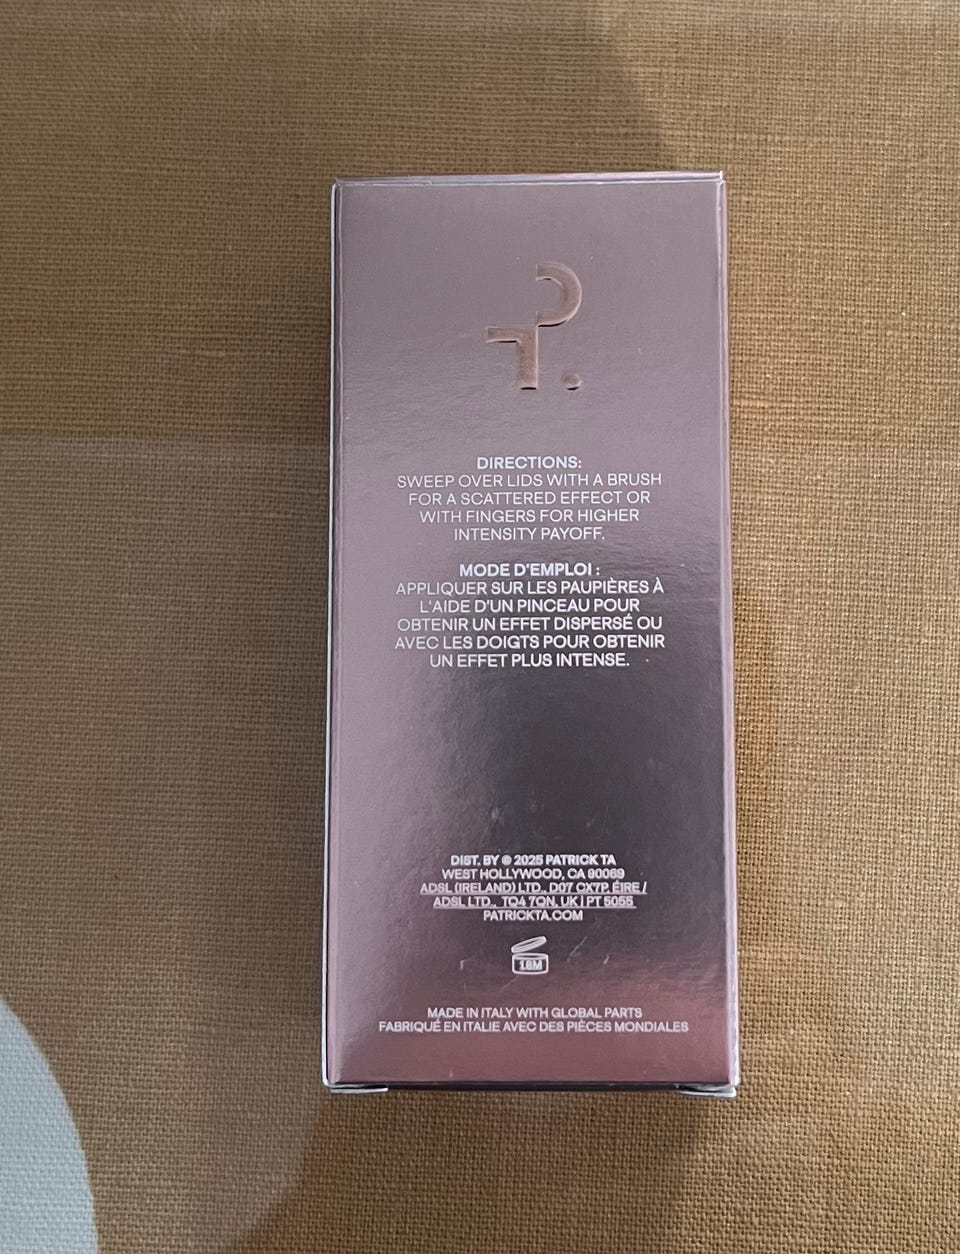 PT.
DIRECTIONS:
SWEEP OVER LIDS WITH A BRUSH
FOR A SCATTERED EFFECT OR
WITH FINGERS FOR HIGHER
INTENSITY PAYOFF.
MODE D'EMPLOI :
APPLIQUER SUR LES PAUPIÈRES À
L'AIDE D'UN PINCEAU POUR
OBTENIR UN EFFET DISPERSÉ OU
AVEC LES DOIGTS POUR OBTENIR
UN EFFET PLUS INTENSE.
DIST. BY © 2025 PATRICK TA
WEST HOLLYWOOD, CA 90069
ADSL (IRELAND) LTD., D07 CX7P, ÉIRE /
ADSL LTD., TQ4 7QN, UK | PT 5055
PATRICKTA.COM
18M
MADE IN ITALY WITH GLOBAL PARTS
FABRIQUÉ EN ITALIE AVEC DES PIÈCES MONDIALES